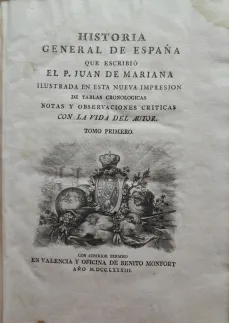 HISTORIA
GENERAL DE ESPAÑA
QUE ESCRIBIÓ
EL P. JUAN DE MARIANA
ILUSTRADA EN ESTA NUEVA IMPRESION
DE TABLAS CRONOLOGICAS
NOTAS Y OBSERVACIONES CRITICAS
CON LA VIDA DEL AUTOR.
TOMO PRIMERO.
CON SUPERIOR PERMISO
EN VALENCIA Y OFICINA DE BENITO MONFORT
AÑO M.DCC.LXXXIII.